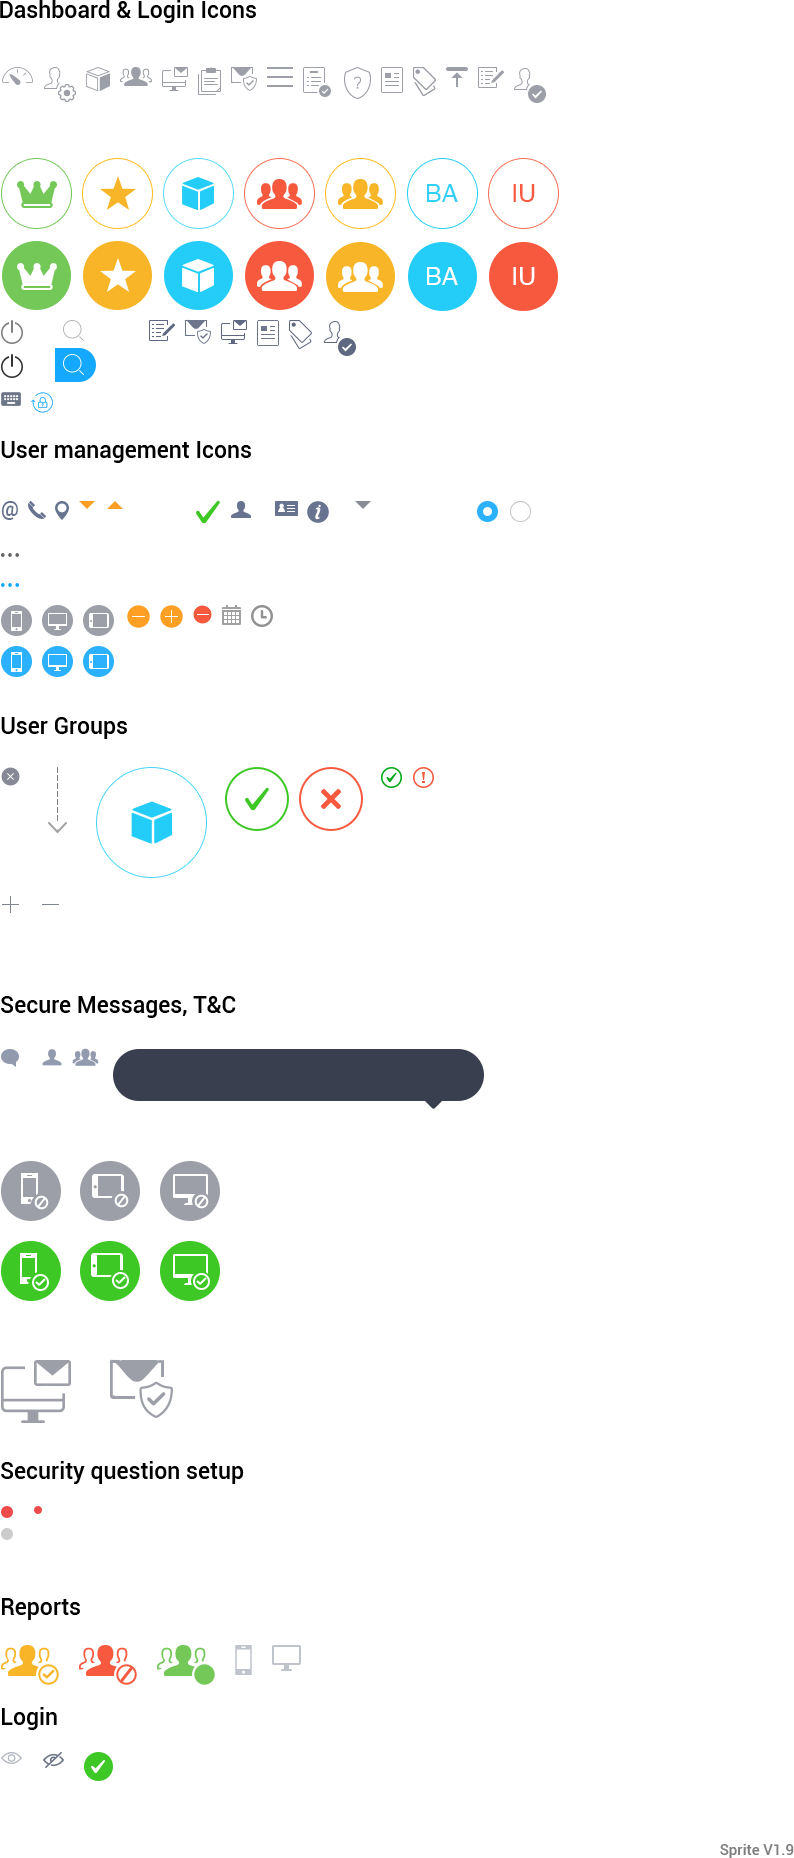 Dashboard & Login Icons
?
BA IU
BA IU
User management Icons
@ i
User Groups
!
Secure Messages, T&C
Security question setup
Reports
Login
Sprite V1.9